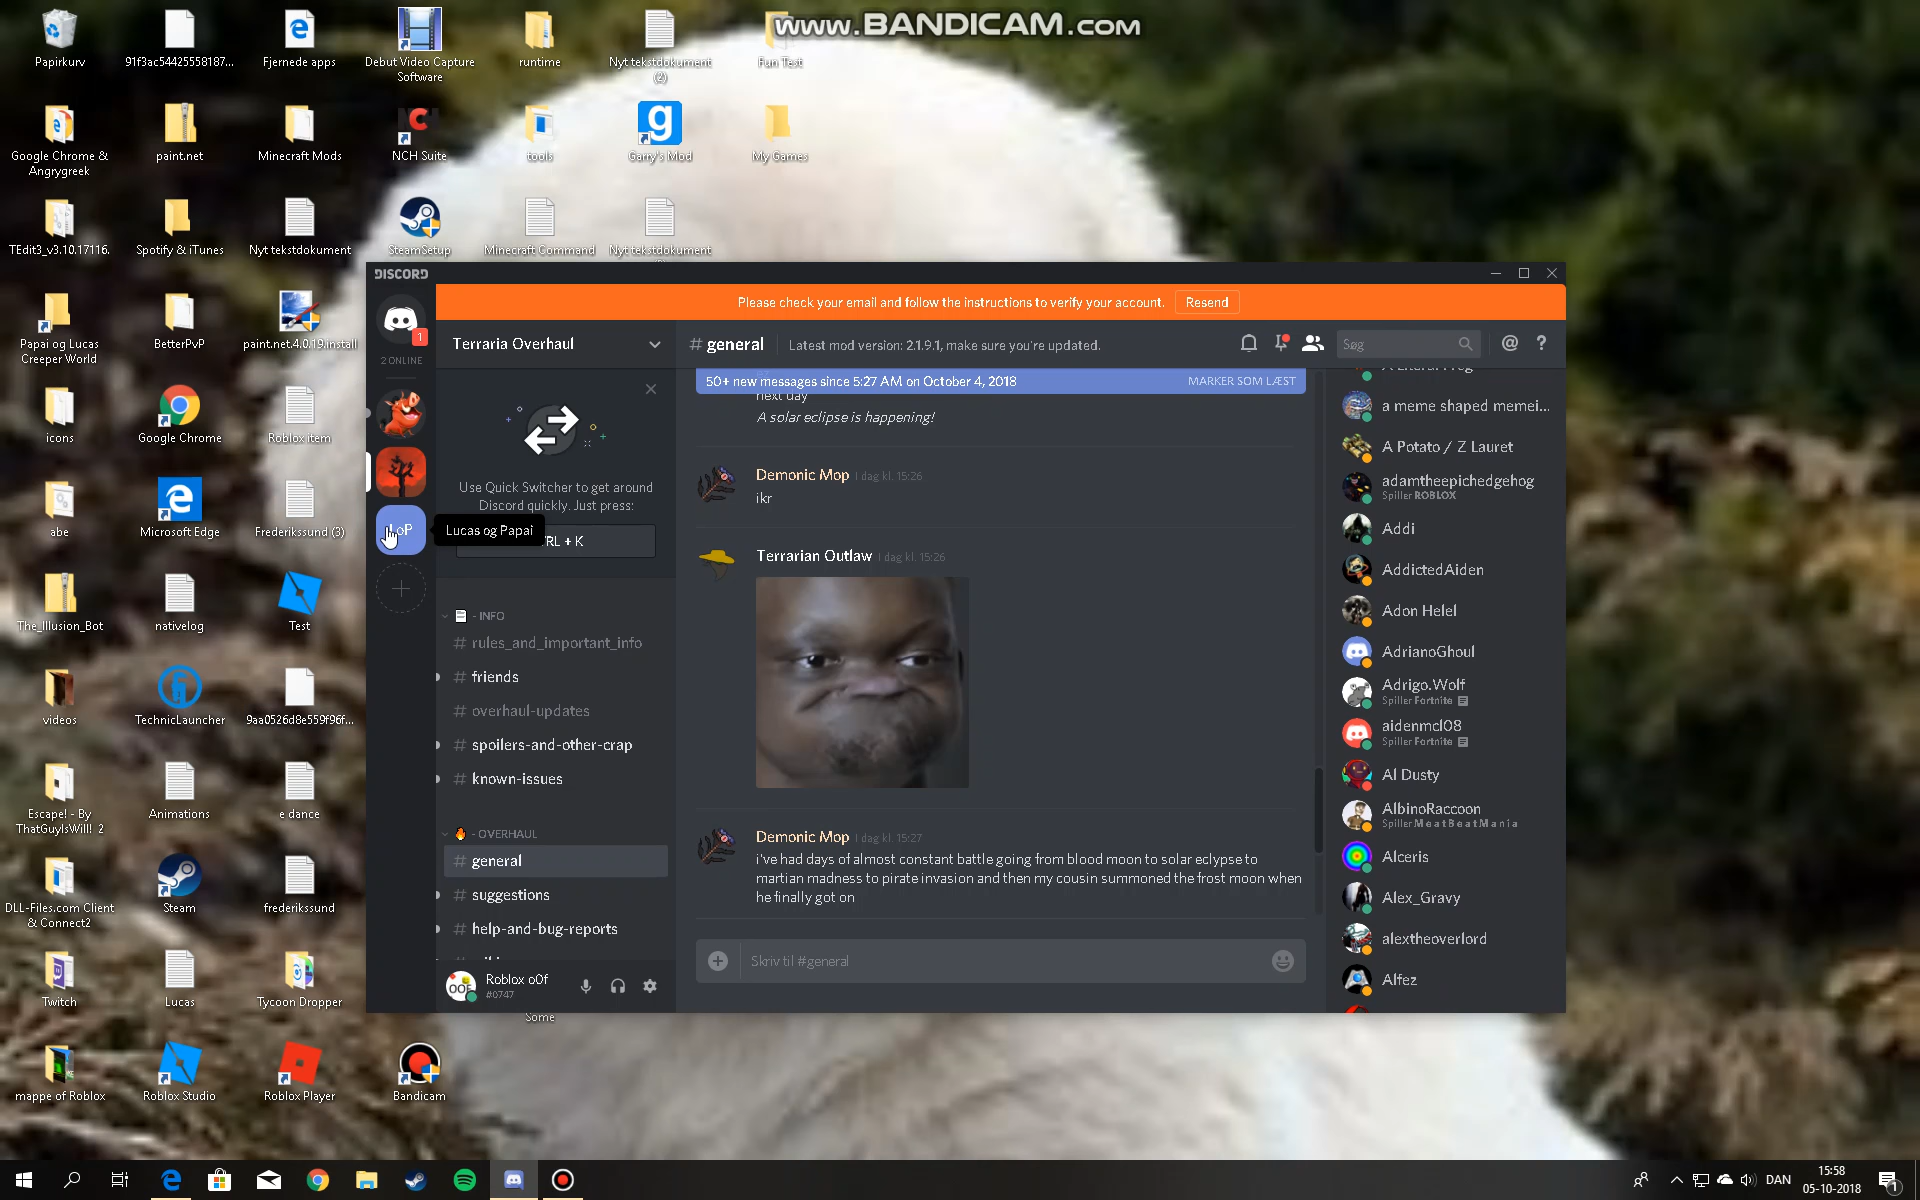 www.BANDICAM.com
Papirkurv
91f3ac54425558187...
Fjernede apps
Debut Video Capture
Software
runtime
Nyt tekstdokument
(2)
Fun Test
Google Chrome &
Angrygreek
paint.net
Minecraft Mods
NCH Suite
tools
Garry's Mod
My Games
TEdit3_v3.10.17116.
Spotify & iTunes
Nyt tekstdokument
SteamSetup
Minecraft Command
Nyt tekstdokument
Papai og Lucas
Creeper World
BetterPvP
paint.net.4.0.19.install
icons
Google Chrome
Roblox item
abe
Microsoft Edge
Frederikssund (3)
The_Illusion_Bot
nativelog
Test
videos
TechnicLauncher
9aa0526d8e559f96f...
Escape! - By
ThatGuyIsWill! 2
Animations
e dance
DLL-Files.com Client
& Connect2
Steam
frederikssund
Twitch
Lucas
Tycoon Dropper
Some
mappe of Roblox
Roblox Studio
Roblox Player
Bandicam
DISCORD
Please check your email and follow the instructions to verify your account.
Resend
1
2 ONLINE
LoP
Lucas og Papai
Terraria Overhaul
Use Quick Switcher to get around
Discord quickly. Just press:
RL + K
- INFO
# rules_and_important_info
# friends
# overhaul-updates
# spoilers-and-other-crap
# known-issues
- OVERHAUL
# general
# suggestions
# help-and-bug-reports
OOF
Roblox o0f
#0747
# general
Latest mod version: 2.1.9.1, make sure you're updated.
Søg
@ ?
50+ new messages since 5:27 AM on October 4, 2018
MARKER SOM LÆST
next day
A solar eclipse is happening!
Demonic Mop I dag kl. 15:26
ikr
Terrarian Outlaw I dag kl. 15:26
Demonic Mop I dag kl. 15:27
i've had days of almost constant battle going from blood moon to solar eclypse to
martian madness to pirate invasion and then my cousin summoned the frost moon when
he finally got on
Skriv til #general
a meme shaped memei...
A Potato / Z Lauret
adamtheepichedgehog
Spiller ROBLOX
Addi
AddictedAiden
Adon Helel
AdrianoGhoul
Adrigo.Wolf
Spiller Fortnite
aidenmcl08
Spiller Fortnite
Al Dusty
AlbinoRaccoon
Spiller MeatBeatMania
Alceris
Alex_Gravy
alextheoverlord
Alfez
DAN
15:58
05-10-2018
1